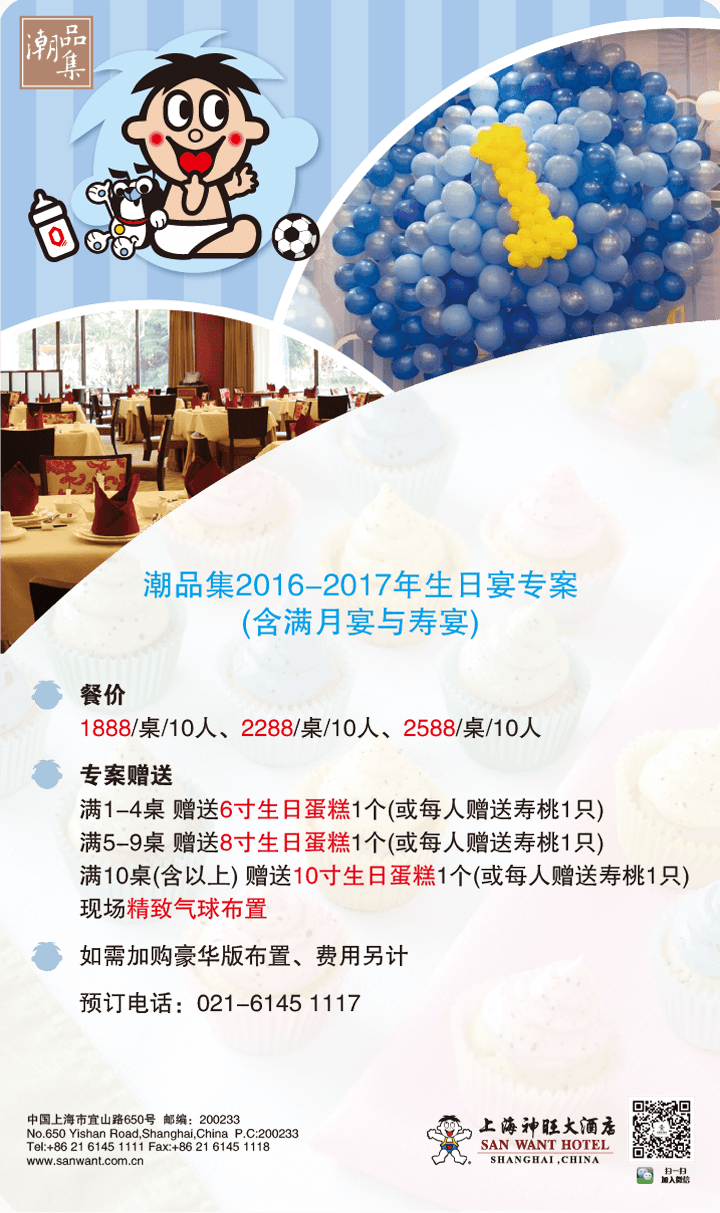 潮品集
潮品集2016-2017年生日宴专案
(含满月宴与寿宴)
餐价
1888/桌/10人、2288/桌/10人、2588/桌/10人
专案赠送
满1-4桌 赠送6寸生日蛋糕1个(或每人赠送寿桃1只)
满5-9桌 赠送8寸生日蛋糕1个(或每人赠送寿桃1只)
满10桌(含以上) 赠送10寸生日蛋糕1个(或每人赠送寿桃1只)
现场精致气球布置
如需加购豪华版布置、费用另计
预订电话：021-6145 1117
中国上海市宜山路650号 邮编：200233
No.650 Yishan Road,Shanghai,China P.C:200233
Tel:+86 21 6145 1111 Fax:+86 21 6145 1118
www.sanwant.com.cn
上海神旺大酒店
SAN WANT HOTEL
SHANGHAI,CHINA
扫一扫
加入微信